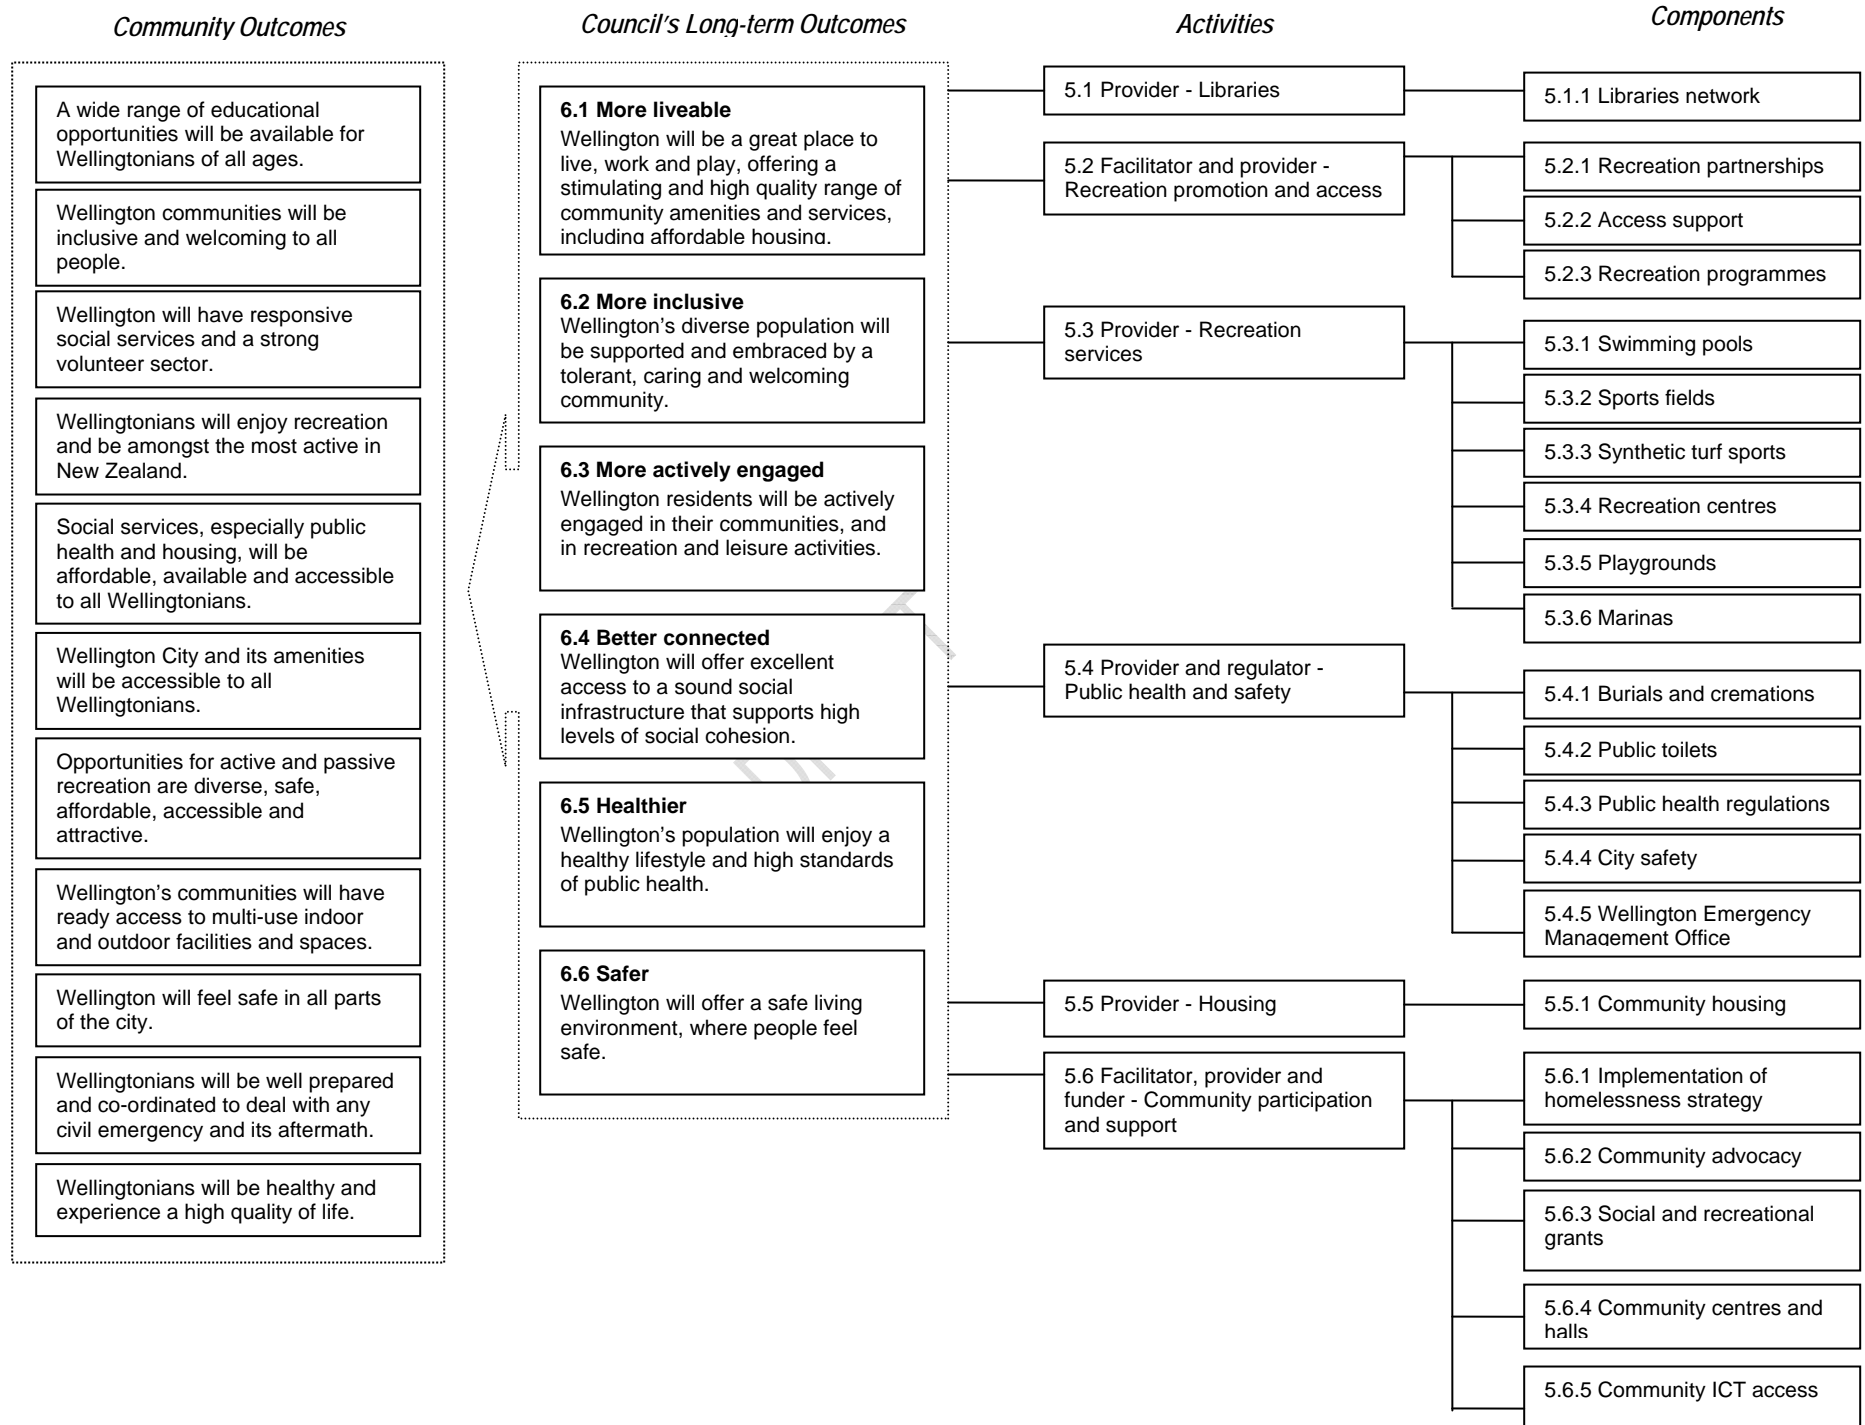 Community Outcomes
A wide range of educational
opportunities will be available for
Wellingtonians of all ages.
Wellington communities will be
inclusive and welcoming to all
people.
Wellington will have responsive
social services and a strong
volunteer sector.
Wellingtonians will enjoy recreation
and be amongst the most active in
New Zealand.
Social services, especially public
health and housing, will be
affordable, available and accessible
to all Wellingtonians.
Wellington City and its amenities
will be accessible to all
Wellingtonians.
Opportunities for active and passive
recreation are diverse, safe,
affordable, accessible and
attractive.
Wellington's communities will have
ready access to multi-use indoor
and outdoor facilities and spaces.
Wellington will feel safe in all parts
of the city.
Wellingtonians will be well prepared
and co-ordinated to deal with any
civil emergency and its aftermath.
Wellingtonians will be healthy and
experience a high quality of life.
Council's Long-term Outcomes
6.1 More liveable
Wellington will be a great place to
live, work and play, offering a
stimulating and high quality range of
community amenities and services,
including affordable housing.
6.2 More inclusive
Wellington's diverse population will
be supported and embraced by a
tolerant, caring and welcoming
community.
6.3 More actively engaged
Wellington residents will be actively
engaged in their communities, and
in recreation and leisure activities.
6.4 Better connected
Wellington will offer excellent
access to a sound social
infrastructure that supports high
levels of social cohesion.
6.5 Healthier
Wellington's population will enjoy a
healthy lifestyle and high standards
of public health.
6.6 Safer
Wellington will offer a safe living
environment, where people feel
safe.
Activities
5.1 Provider - Libraries
5.2 Facilitator and provider -
Recreation promotion and access
5.3 Provider - Recreation
services
5.4 Provider and regulator -
Public health and safety
5.5 Provider - Housing
5.6 Facilitator, provider and
funder - Community participation
and support
Components
5.1.1 Libraries network
5.2.1 Recreation partnerships
5.2.2 Access support
5.2.3 Recreation programmes
5.3.1 Swimming pools
5.3.2 Sports fields
5.3.3 Synthetic turf sports
5.3.4 Recreation centres
5.3.5 Playgrounds
5.3.6 Marinas
5.4.1 Burials and cremations
5.4.2 Public toilets
5.4.3 Public health regulations
5.4.4 City safety
5.4.5 Wellington Emergency
Management Office
5.5.1 Community housing
5.6.1 Implementation of
homelessness strategy
5.6.2 Community advocacy
5.6.3 Social and recreational
grants
5.6.4 Community centres and
halls
5.6.5 Community ICT access